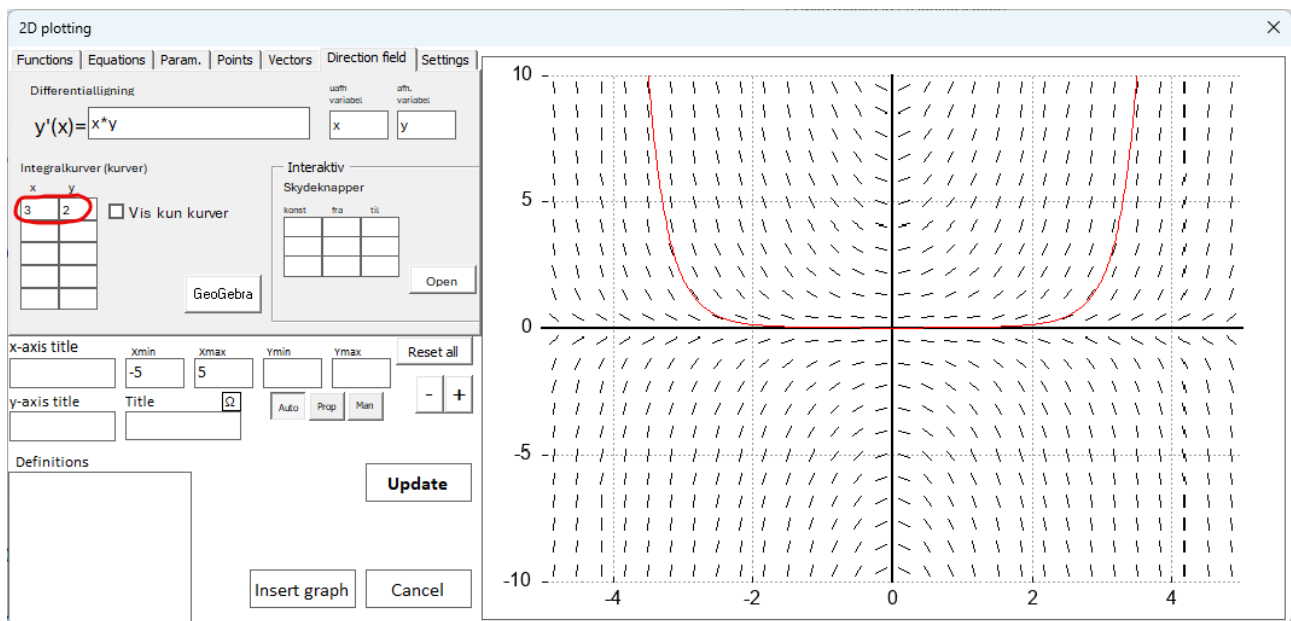 2D plotting
Functions Equations Param. Points Vectors Direction field Settings
Differentialligning
uafh variabel
afh. variabel
y'(x)= x*y
x
y
Integralkurver (kurver)
x y
3 2
Vis kun kurver
GeoGebra
Interaktiv
Skydeknapper
konst fra til
Open
x-axis title
Xmin Xmax Ymin Ymax
Reset all
-5 5
y-axis title
Title
Ω
Auto Prop Man
- +
Definitions
Update
Insert graph
Cancel
10
5
0
-5
-10
-4 -2 0 2 4